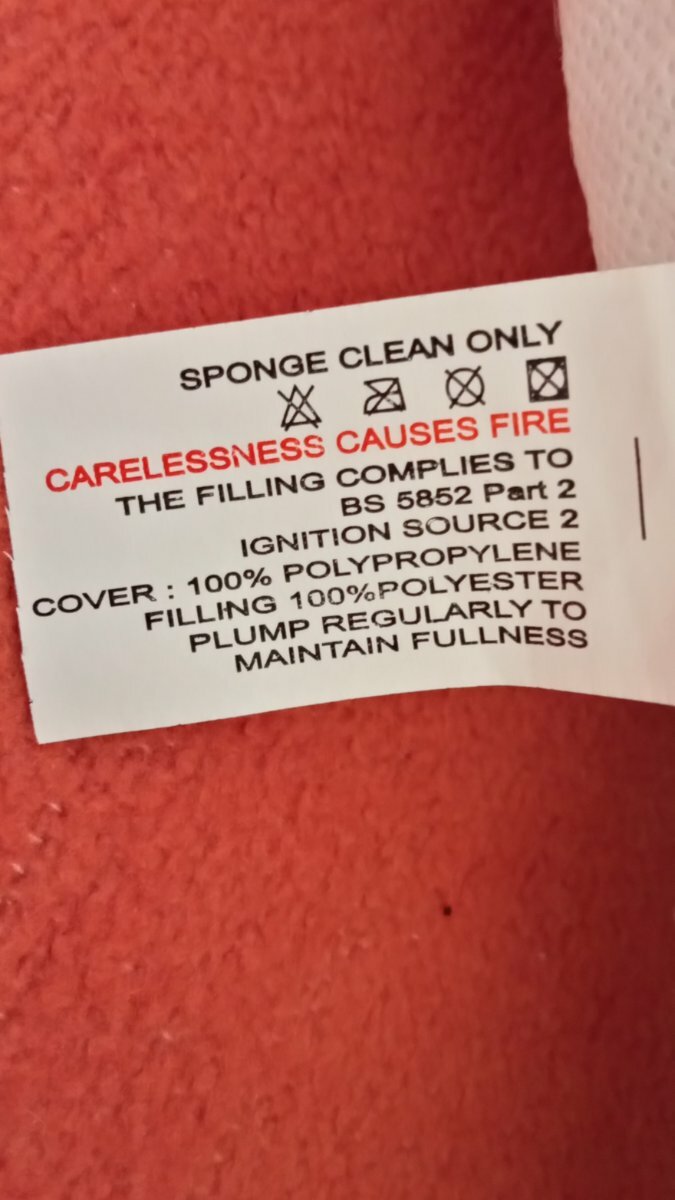 SPONGE CLEAN ONLY
CARELESSNESS CAUSES FIRE
THE FILLING COMPLIES TO
BS 5852 Part 2
IGNITION SOURCE 2
COVER : 100% POLYPROPYLENE
FILLING 100%POLYESTER
PLUMP REGULARLY TO
MAINTAIN FULLNESS